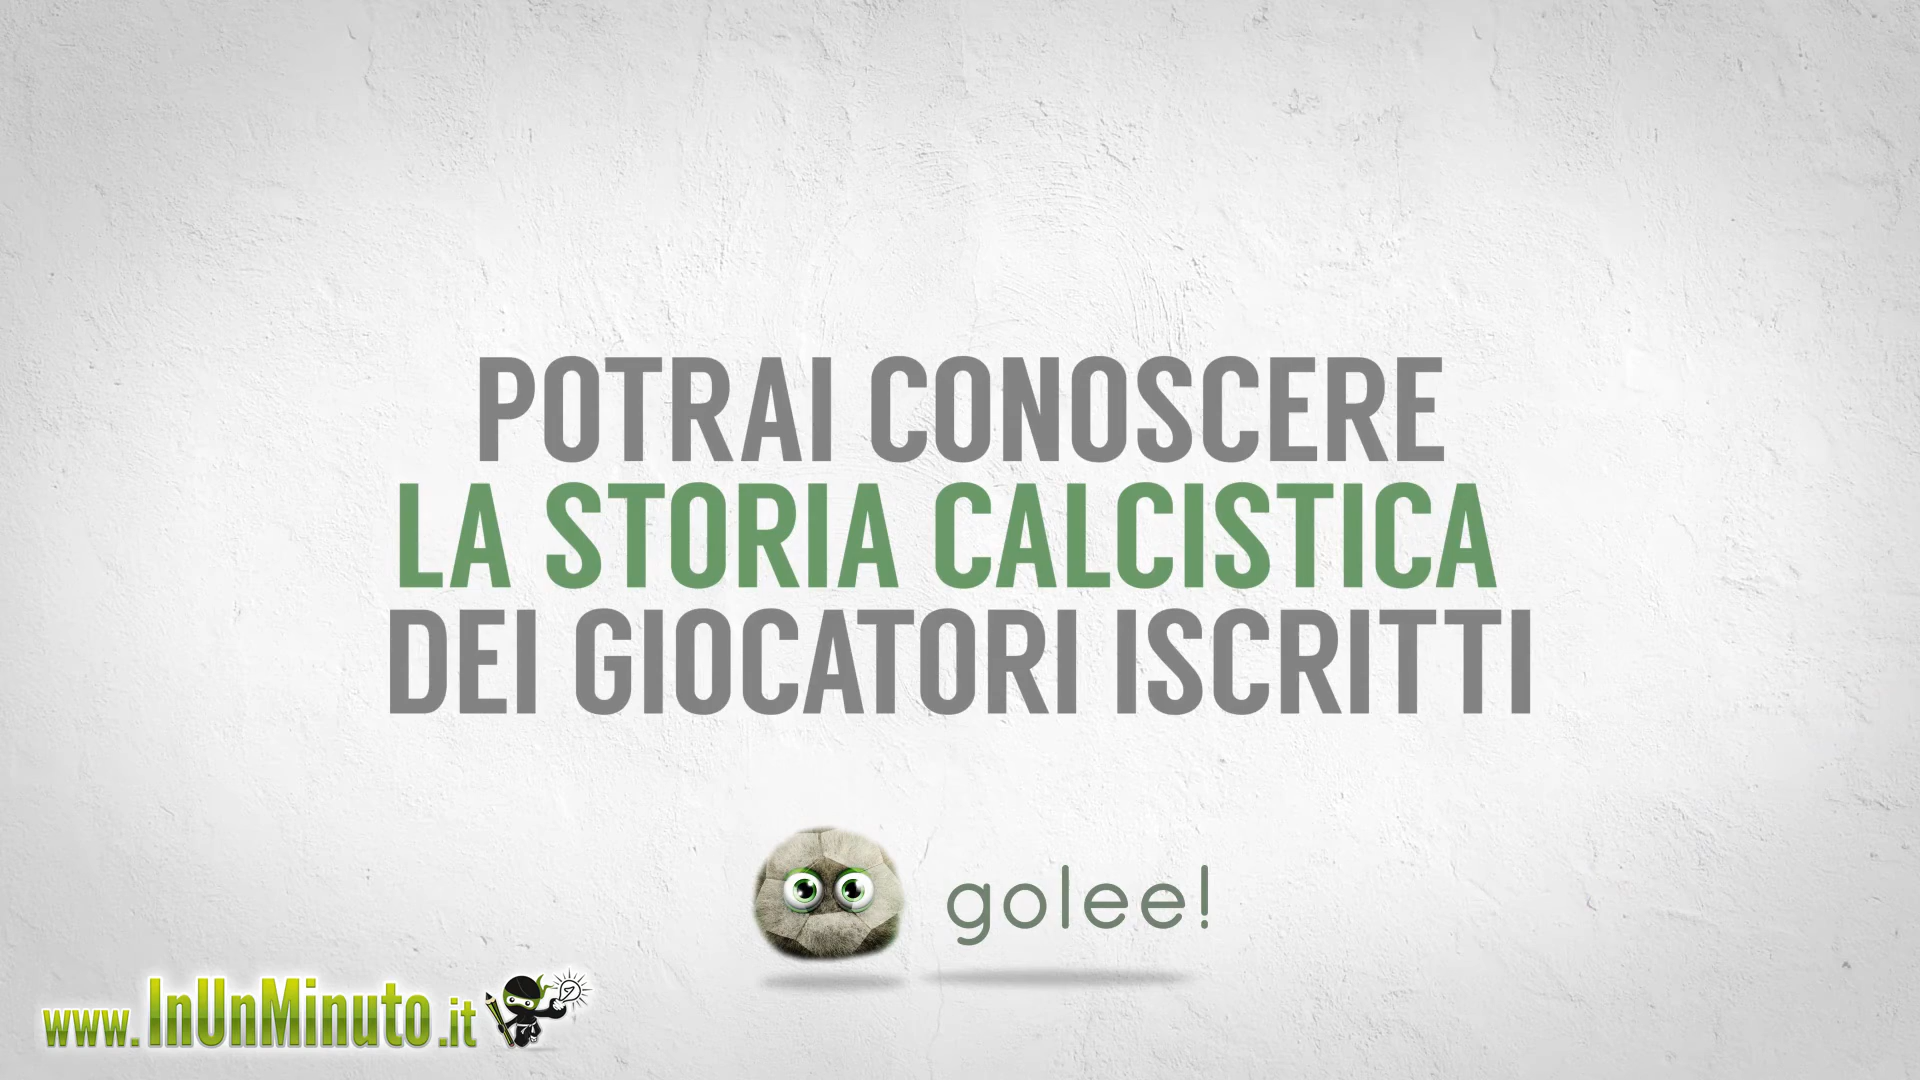 POTRAI CONOSCERE
LA STORIA CALCISTICA
DEI GIOCATORI ISCRITTI
golee!
www.InUnMinuto.it